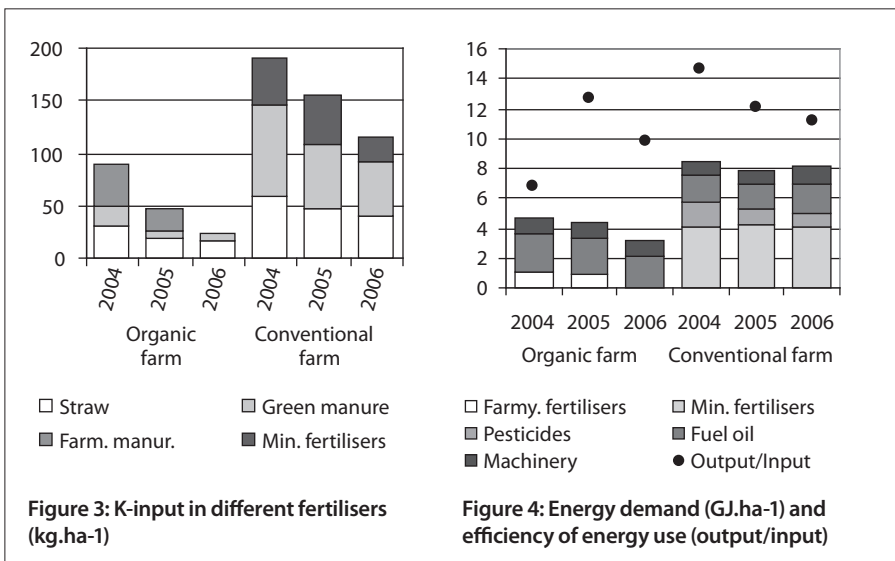 200
150
100
50
0
2004
2005
2006
2004
2005
2006
Organic
farm
Conventional
farm
Straw
Green manure
Farm. manur.
Min. fertilisers
Figure 3: K-input in different fertilisers
(kg.ha-1)
16
14
12
10
8
6
4
2
0
2004 2005 2006 2004 2005 2006
Organic farm Conventional farm
Farmy. fertilisers
Min. fertilisers
Pesticides
Fuel oil
Machinery
Output/Input
Figure 4: Energy demand (GJ.ha-1) and
efficiency of energy use (output/input)